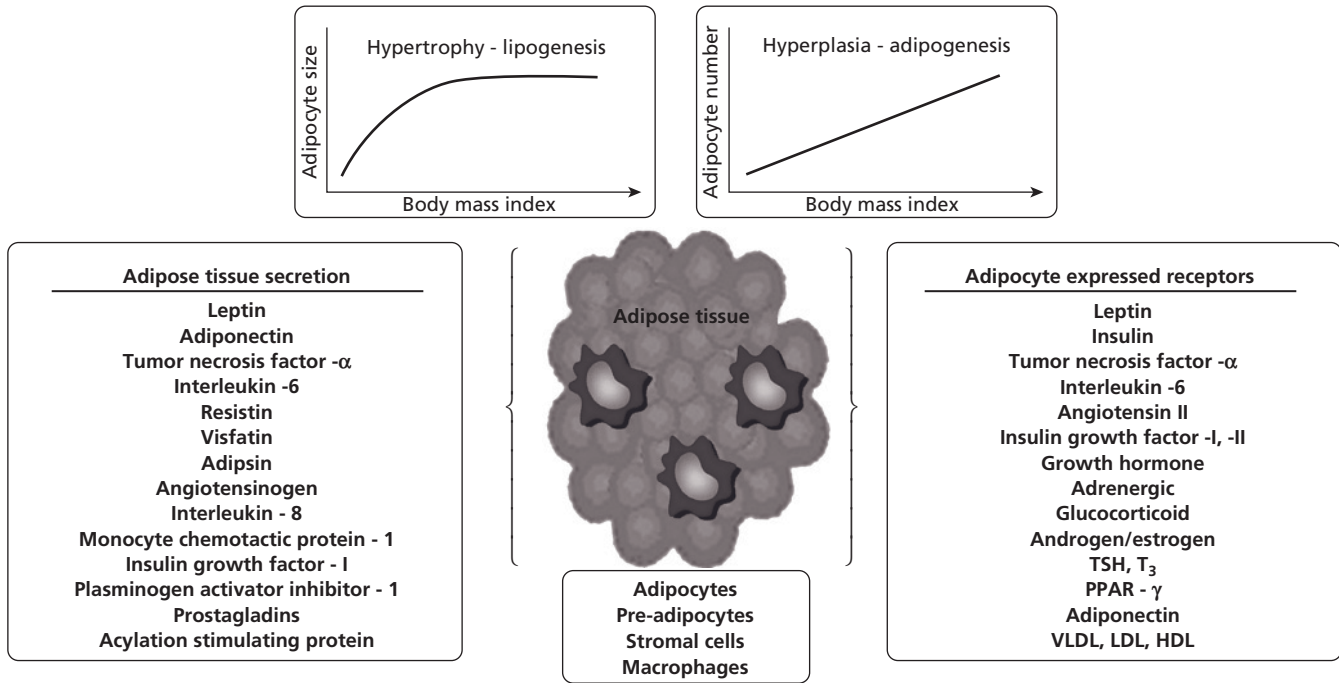 Hypertrophy - lipogenesis
Adipocyte size
Body mass index
Hyperplasia - adipogenesis
Adipocyte number
Body mass index
Adipose tissue secretion
Leptin
Adiponectin
Tumor necrosis factor -α
Interleukin -6
Resistin
Visfatin
Adipsin
Angiotensinogen
Interleukin - 8
Monocyte chemotactic protein - 1
Insulin growth factor - I
Plasminogen activator inhibitor - 1
Prostagladins
Acylation stimulating protein
Adipose tissue
Adipocytes
Pre-adipocytes
Stromal cells
Macrophages
Adipocyte expressed receptors
Leptin
Insulin
Tumor necrosis factor -α
Interleukin -6
Angiotensin II
Insulin growth factor -I, -II
Growth hormone
Adrenergic
Glucocorticoid
Androgen/estrogen
TSH, T₃
PPAR - γ
Adiponectin
VLDL, LDL, HDL